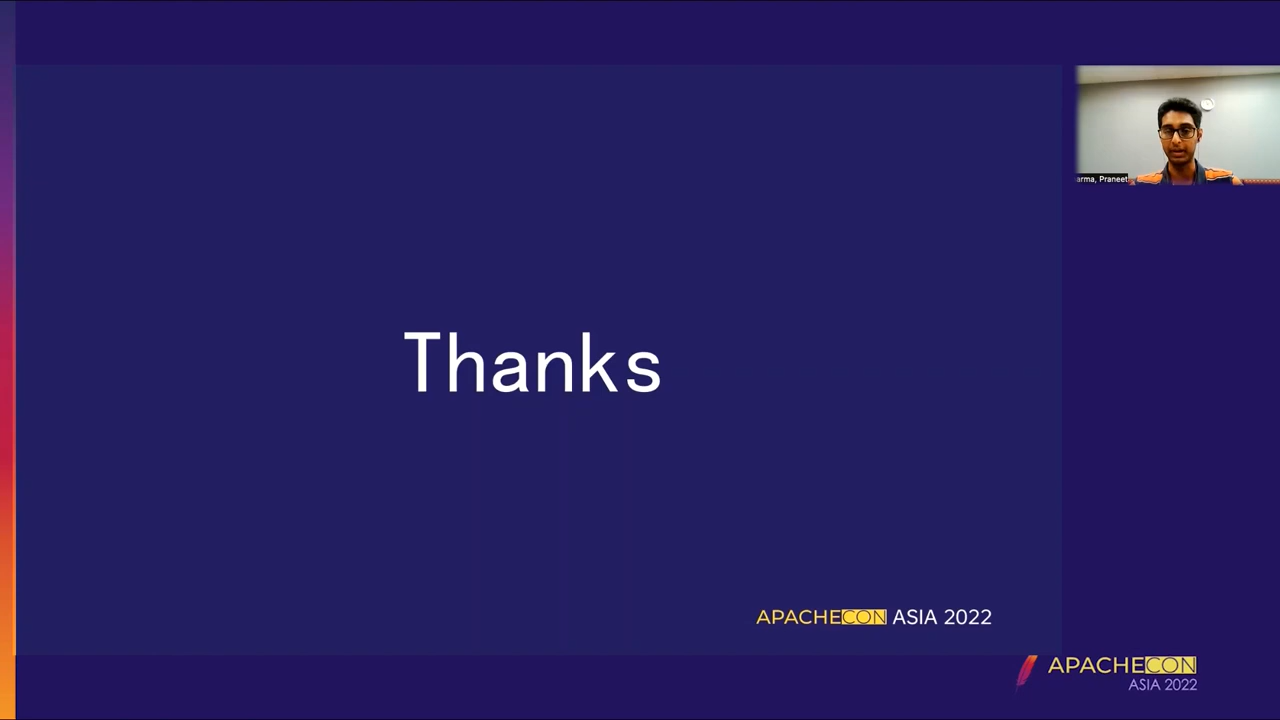 arma, Praneet
Thanks
APACHECON ASIA 2022
APACHECON
ASIA 2022